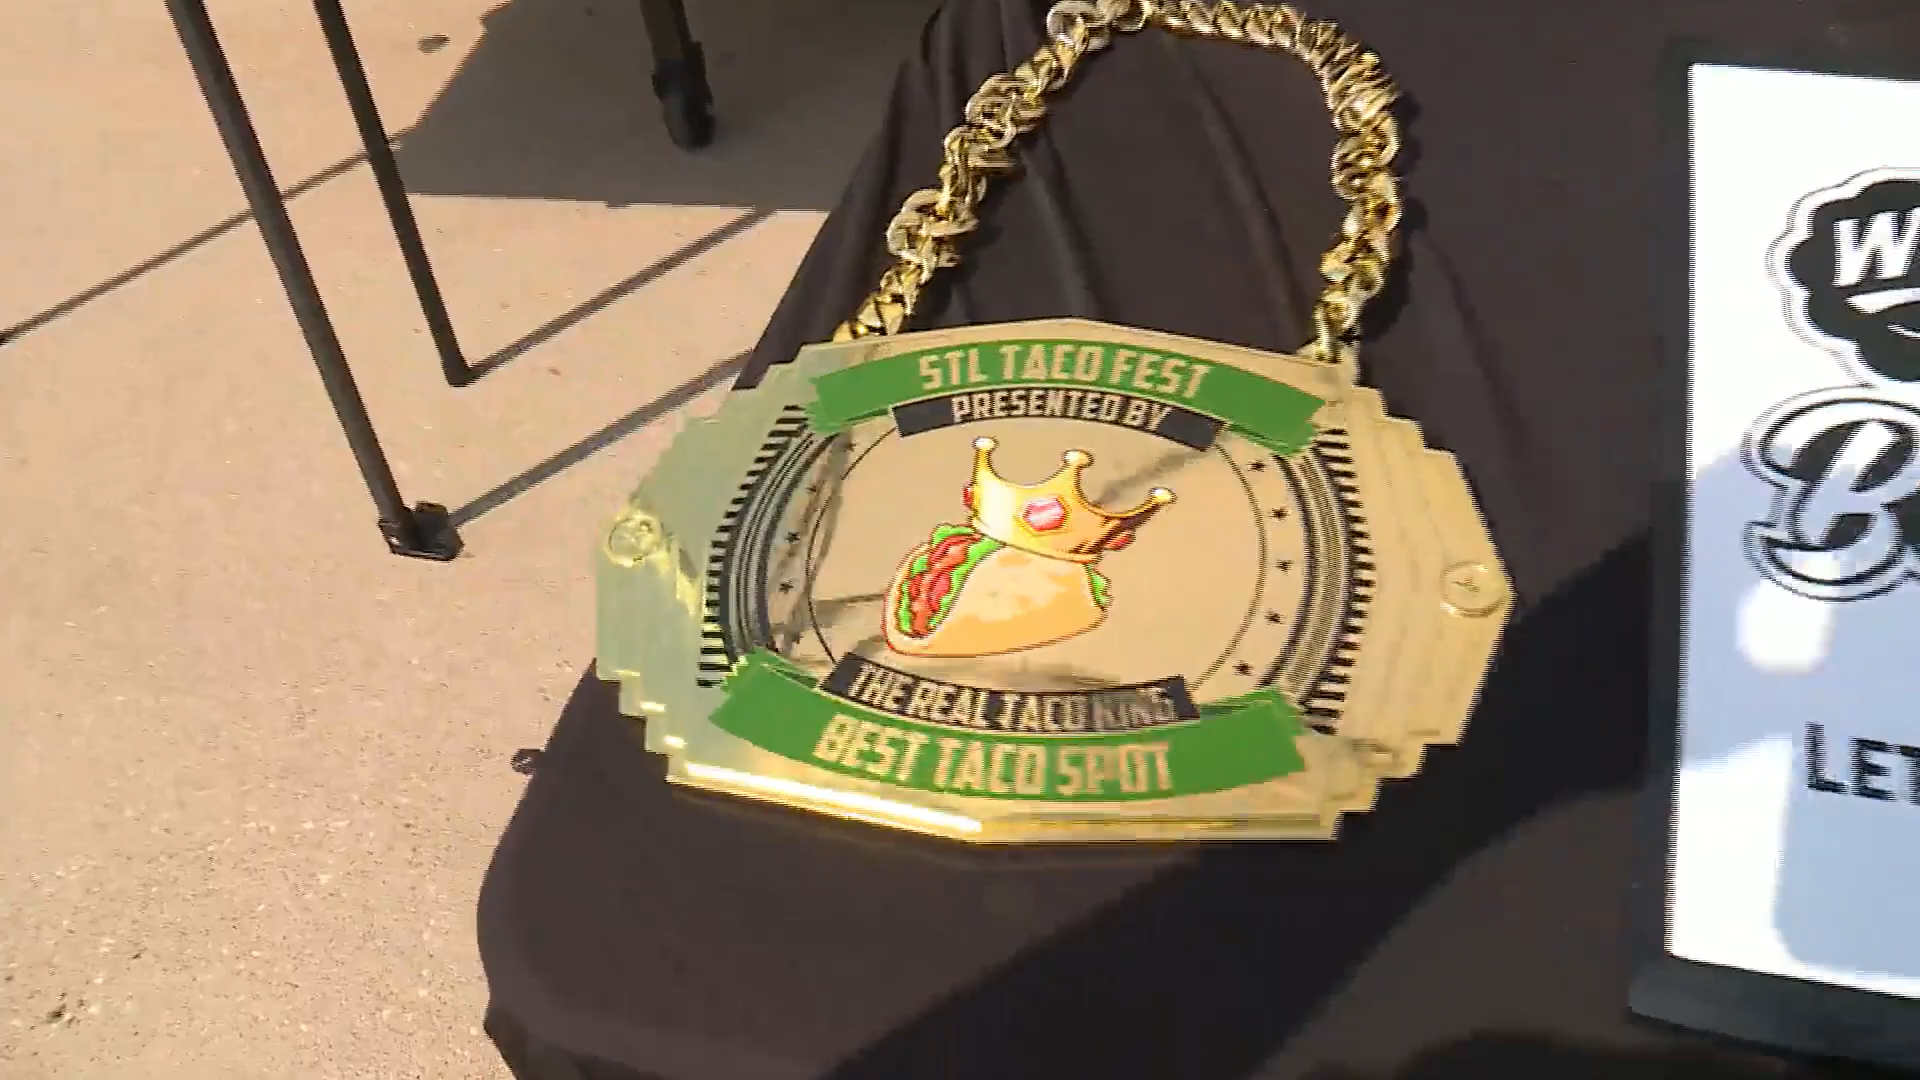 STL TACO FEST
PRESENTED BY
THE REAL TACO KING
BEST TACO SPOT